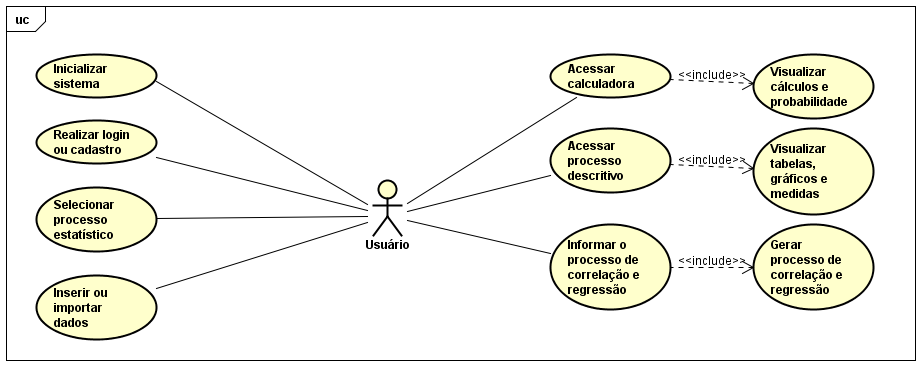 uc
Inicializar
sistema
Realizar login
ou cadastro
Selecionar
processo
estatístico
Inserir ou
importar
dados
Usuário
Acessar
calculadora
<<include>>
Visualizar
cálculos e
probabilidade
Acessar
processo
descritivo
<<include>>
Visualizar
tabelas,
gráficos e
medidas
Informar o
processo de
correlação e
regressão
<<include>>
Gerar
processo de
correlação e
regressão